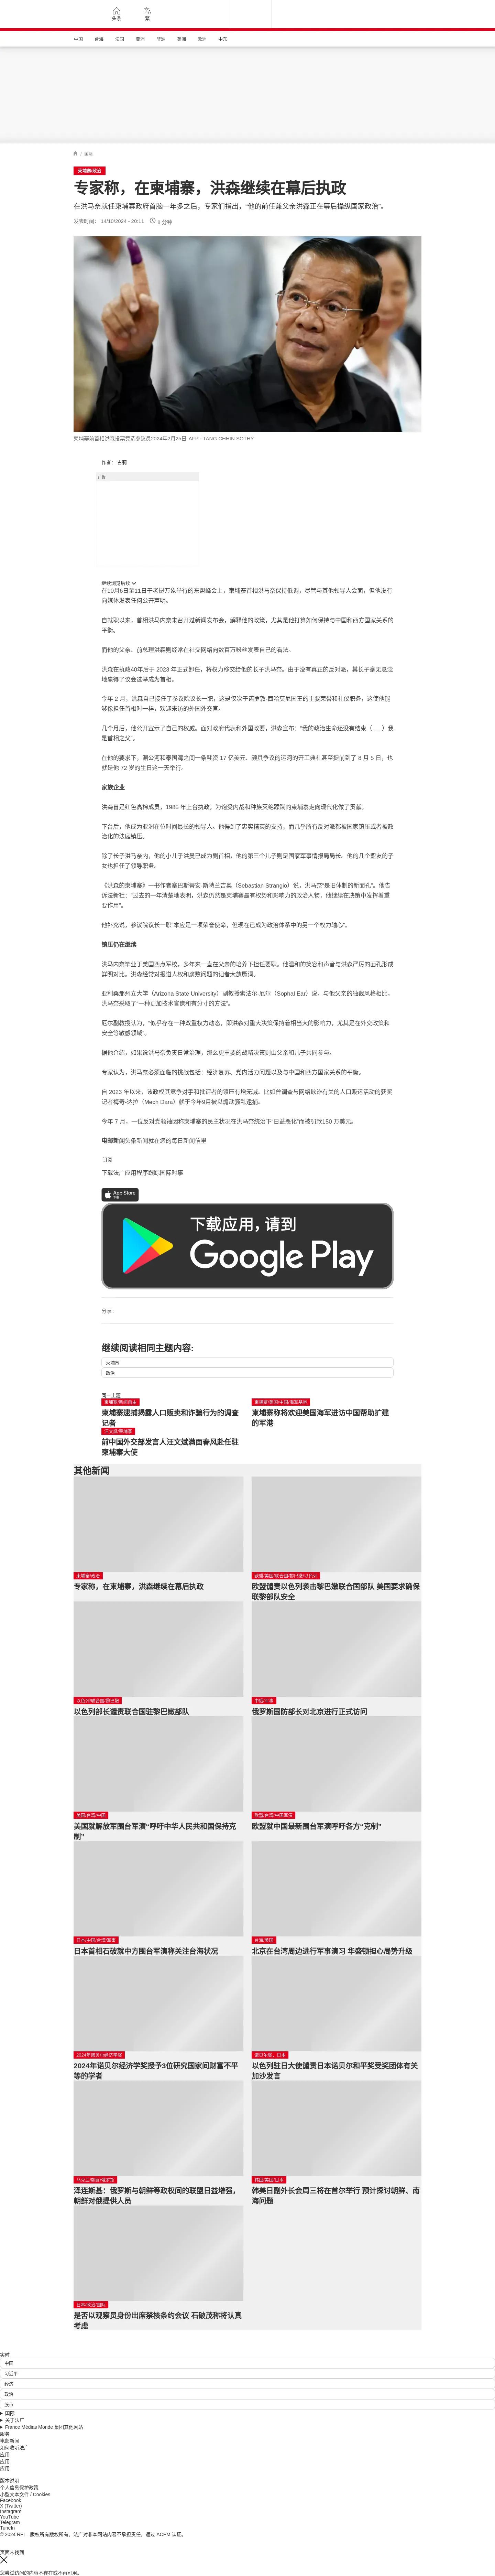 头条
繁
中国
台海
法国
亚洲
非洲
美洲
欧洲
中东
/ 国际
柬埔寨/政治
专家称，在柬埔寨，洪森继续在幕后执政
在洪马奈就任柬埔寨政府首脑一年多之后，专家们指出，“他的前任兼父亲洪森正在幕后操纵国家政治”。
发表时间： 14/10/2024 - 20:11
8 分钟
柬埔寨前首相洪森投票竞选参议员2024年2月25日 AFP - TANG CHHIN SOTHY
作者： 古莉
广告
继续浏览后续
在10月6日至11日于老挝万象举行的东盟峰会上，柬埔寨首相洪马奈保持低调，尽管与其他领导人会面，但他没有向媒体发表任何公开声明。
自就职以来，首相洪马内奈未召开过新闻发布会，解释他的政策，尤其是他打算如何保持与中国和西方国家关系的平衡。
而他的父亲、前总理洪森则经常在社交网络向数百万粉丝发表自己的看法。
洪森在执政40年后于 2023 年正式卸任，将权力移交给他的长子洪马奈。由于没有真正的反对派，其长子毫无悬念地赢得了议会选举成为首相。
今年 2 月，洪森自己接任了参议院议长一职，这是仅次于诺罗敦·西哈莫尼国王的主要荣誉和礼仪职务，这使他能够像担任首相时一样，欢迎来访的外国外交官。
几个月后，他公开宣示了自己的权威。面对政府代表和外国政要，洪森宣布：“我的政治生命还没有结束（......）我是首相之父”。
在他的要求下，湄公河和泰国湾之间一条耗资 17 亿美元、颇具争议的运河的开工典礼甚至提前到了 8 月 5 日，也就是他 72 岁的生日这一天举行。
家族企业
洪森曾是红色高棉成员，1985 年上台执政，为饱受内战和种族灭绝蹂躏的柬埔寨走向现代化做了贡献。
下台后，他成为亚洲在位时间最长的领导人。他得到了忠实精英的支持，而几乎所有反对派都被国家镇压或者被政治化的法庭镇压。
除了长子洪马奈内，他的小儿子洪曼已成为副首相，他的第三个儿子则是国家军事情报局局长。他的几个盟友的子女也担任了领导职务。
《洪森的柬埔寨》一书作者塞巴斯蒂安·斯特兰吉奥（Sebastian Strangio）说，洪马奈“是旧体制的新面孔”。他告诉法新社：“过去的一年清楚地表明，洪森仍然是柬埔寨最有权势和影响力的政治人物，他继续在决策中发挥着重要作用”。
他补充说，参议院议长一职“本应是一项荣誉使命，但现在已成为政治体系中的另一个权力轴心”。
镇压仍在继续
洪马内奈毕业于美国西点军校，多年来一直在父亲的培养下担任要职。他温和的笑容和声音与洪森严厉的面孔形成鲜明对比。洪森经常对报道人权和腐败问题的记者大放厥词。
亚利桑那州立大学（Arizona State University）副教授索法尔·厄尔（Sophal Ear）说，与他父亲的独裁风格相比，洪马奈采取了“一种更加技术官僚和有分寸的方法”。
厄尔副教授认为，“似乎存在一种双重权力动态，即洪森对重大决策保持着相当大的影响力，尤其是在外交政策和安全等敏感领域”。
据他介绍，如果说洪马奈负责日常治理，那么更重要的战略决策则由父亲和儿子共同参与。
专家认为，洪马奈必须面临的挑战包括：经济复苏、党内活力问题以及与中国和西方国家关系的平衡。
自 2023 年以来，该政权其竞争对手和批评者的镇压有增无减。比如曾调查与网络欺诈有关的人口贩运活动的获奖记者梅奇·达拉（Mech Dara）就于今年9月被以煽动骚乱逮捕。
今年 7 月，一位反对党领袖因称柬埔寨的民主状况在洪马奈统治下“日益恶化”而被罚款150 万美元。
电邮新闻头条新闻就在您的每日新闻信里
订阅
下载法广应用程序跟踪国际时事
App Store
下载
下载应用，请到
Google Play
分享 :
继续阅读相同主题内容:
柬埔寨
政治
同一主题
柬埔寨/新闻自由
柬埔寨逮捕揭露人口贩卖和诈骗行为的调查记者
柬埔寨/美国/中国/海军基地
柬埔寨称将欢迎美国海军进访中国帮助扩建的军港
汪文斌/柬埔寨
前中国外交部发言人汪文斌满面春风赴任驻柬埔寨大使
其他新闻
柬埔寨/政治
专家称，在柬埔寨，洪森继续在幕后执政
欧盟/美国/联合国/黎巴嫩/以色列
欧盟谴责以色列袭击黎巴嫩联合国部队 美国要求确保联黎部队安全
以色列/联合国/黎巴嫩
以色列部长谴责联合国驻黎巴嫩部队
中俄/军事
俄罗斯国防部长对北京进行正式访问
美国/台湾/中国
美国就解放军围台军演“呼吁中华人民共和国保持克制”
欧盟/台湾/中国军演
欧盟就中国最新围台军演呼吁各方“克制”
日本/中国/台湾/军事
日本首相石破就中方围台军演称关注台海状况
台海/美国
北京在台湾周边进行军事演习 华盛顿担心局势升级
2024年诺贝尔经济学奖
2024年诺贝尔经济学奖授予3位研究国家间财富不平等的学者
诺贝尔奖、日本
以色列驻日大使谴责日本诺贝尔和平奖受奖团体有关加沙发言
乌克兰/朝鲜/俄罗斯
泽连斯基：俄罗斯与朝鲜等政权间的联盟日益增强，朝鲜对俄提供人员
韩国/美国/日本
韩美日副外长会周三将在首尔举行 预计探讨朝鲜、南海问题
日本/政治/国际
是否以观察员身份出席禁核条约会议 石破茂称将认真考虑
实时
中国
习近平
经济
政治
股市
国际
关于法广
France Médias Monde 集团其他网站
服务
电邮新闻
如何收听法广
应用
应用
应用
版本说明
个人信息保护政策
小型文本文件 / Cookies
Facebook
X (Twitter)
Instagram
YouTube
Telegram
TuneIn
© 2024 RFI – 版权所有版权所有。法广对非本网站内容不承担责任。通过 ACPM 认证。
页面未找到
您尝试访问的内容不存在或不再可用。